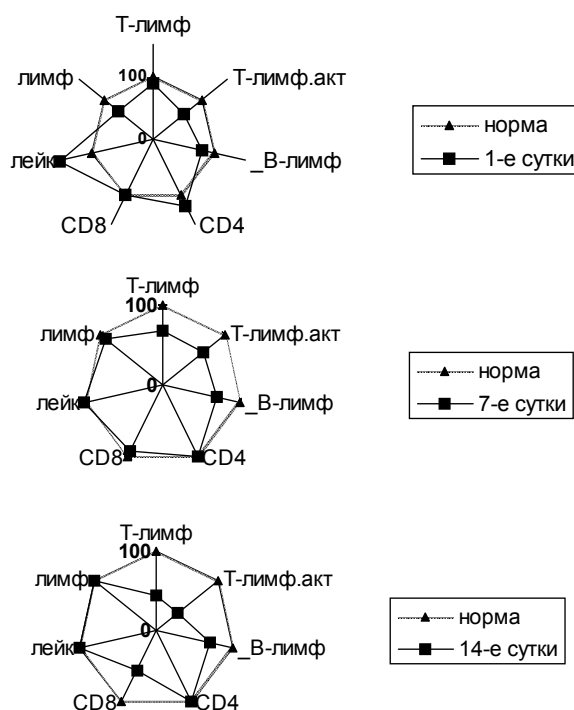 Т-лимф
лимф
100
Т-лимф.акт
0
лейк
_В-лимф
CD8
CD4
норма
1-е сутки
Т-лимф
100
лимф
Т-лимф.акт
0
лейк
_В-лимф
CD8
CD4
норма
7-е сутки
Т-лимф
100
лимф
Т-лимф.акт
0
лейк
_В-лимф
CD8
CD4
норма
14-е сутки